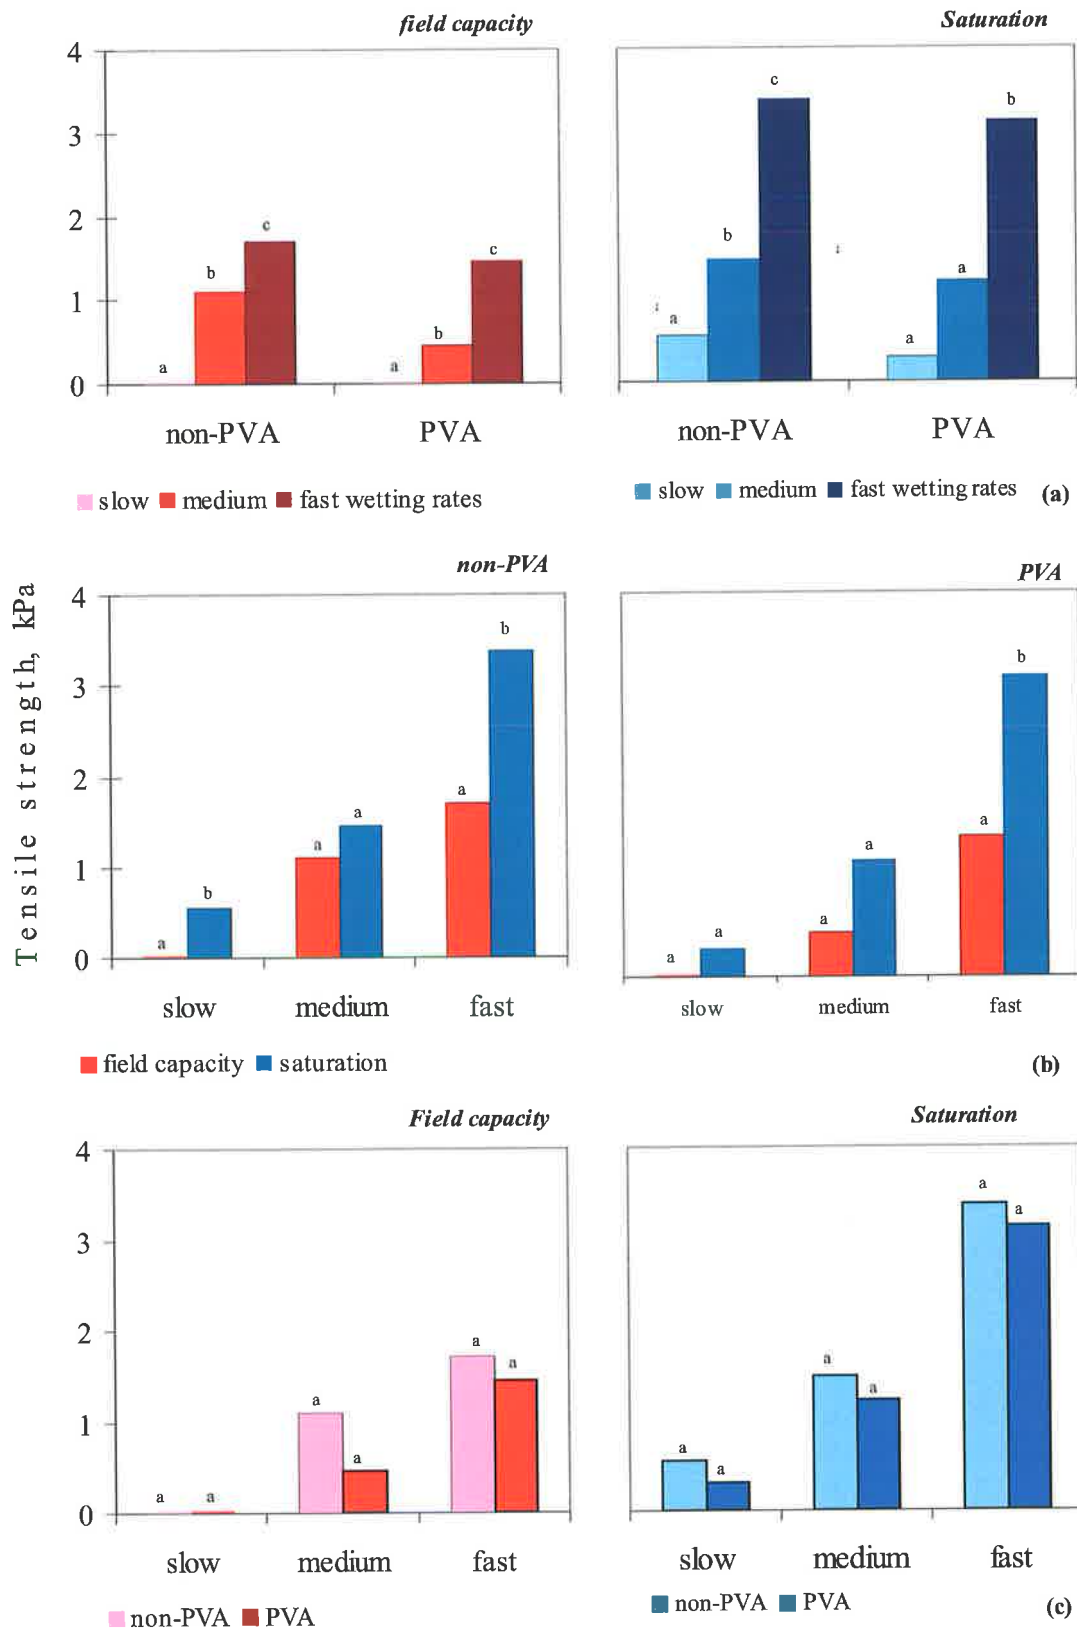 field capacity
Saturation
4
3
2
1
0
a
b
c
a
b
c
a
b
c
a
a
b
non-PVA
PVA
non-PVA
PVA
slow medium fast wetting rates
slow medium fast wetting rates (a)
Tensile strength, kPa
non-PVA
PVA
4
3
2
1
0
a
b
a
a
a
b
a
a
a
a
a
b
slow medium fast
slow medium fast
field capacity saturation
(b)
Field capacity
Saturation
4
3
2
1
0
a
a
a
a
a
a
a
a
a
a
a
a
slow medium fast
slow medium fast
non-PVA PVA
non-PVA PVA
(c)